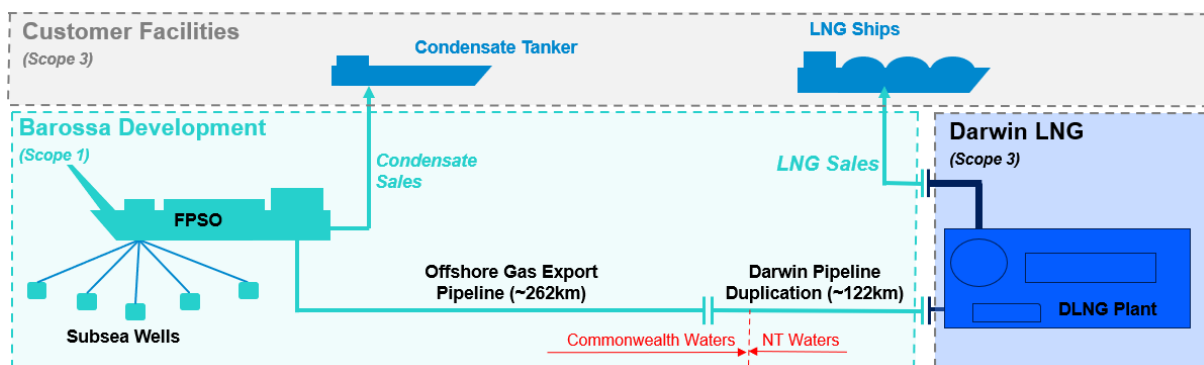 Customer Facilities
(Scope 3)
Condensate Tanker
LNG Ships
Barossa Development
(Scope 1)
Condensate
Sales
LNG Sales
Darwin LNG
(Scope 3)
FPSO
Subsea Wells
Offshore Gas Export
Pipeline (~262km)
Darwin Pipeline
Duplication (~122km)
DLNG Plant
Commonwealth Waters
NT Waters